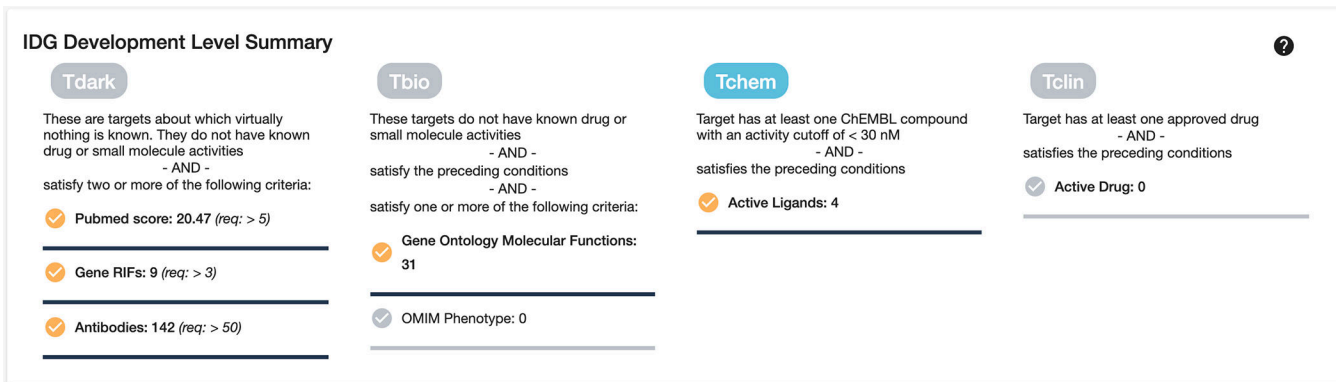 IDG Development Level Summary
?
Tdark
These are targets about which virtually
nothing is known. They do not have known
drug or small molecule activities
- AND -
satisfy two or more of the following criteria:
Pubmed score: 20.47 (req: > 5)
Gene RIFs: 9 (req: > 3)
Antibodies: 142 (req: > 50)
Tbio
These targets do not have known drug or
small molecule activities
- AND -
satisfy the preceding conditions
- AND -
satisfy one or more of the following criteria:
Gene Ontology Molecular Functions:
31
OMIM Phenotype: 0
Tchem
Target has at least one ChEMBL compound
with an activity cutoff of < 30 nM
- AND -
satisfies the preceding conditions
Active Ligands: 4
Tclin
Target has at least one approved drug
- AND -
satisfies the preceding conditions
Active Drug: 0